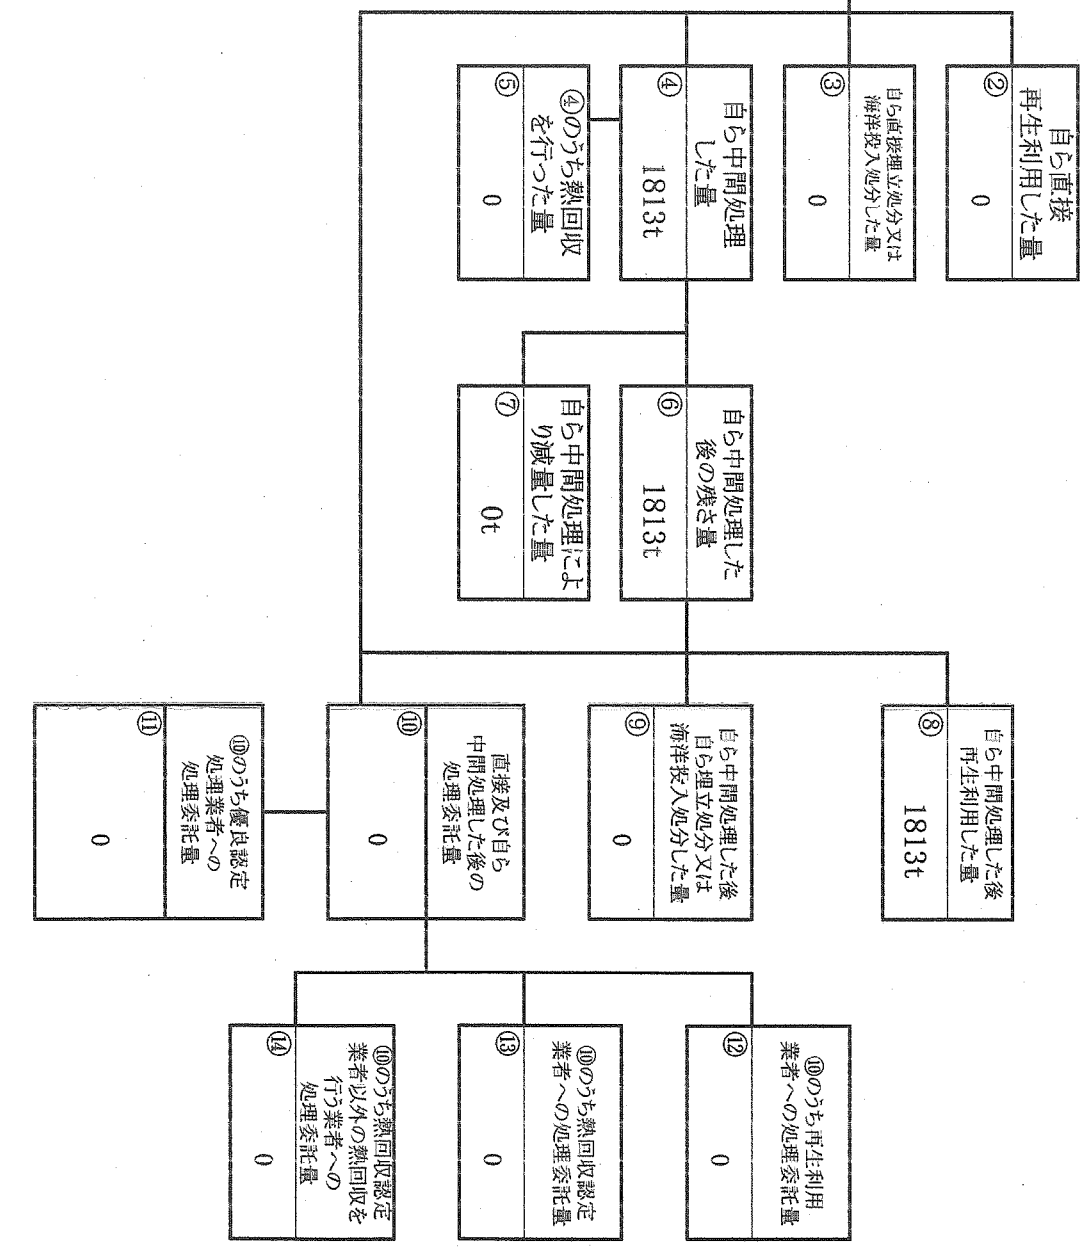 自ら直接
再生利用した量
②
0
自ら直接埋立処分又は
海洋投入処分した量
③
0
自ら中間処理
した量
④
1813t
④のうち熱回収
を行った量
⑤
0
自ら中間処理した
後の残さ量
⑥
1813t
自ら中間処理によ
り減量した量
⑦
0t
自ら中間処理した後
再生利用した量
⑧
1813t
自ら中間処理した後
自ら埋立処分又は
海洋投入処分した量
⑨
0
直接及び自ら
中間処理した後の
処理委託量
⑩
0
⑩のうち優良認定
処理業者への
処理委託量
⑪
0
⑩のうち再生利用
業者への処理委託量
⑫
0
⑩のうち熱回収認定
業者への処理委託量
⑬
0
⑩のうち熱回収認定
業者以外の熱回収を
行う業者への
処理委託量
⑭
0